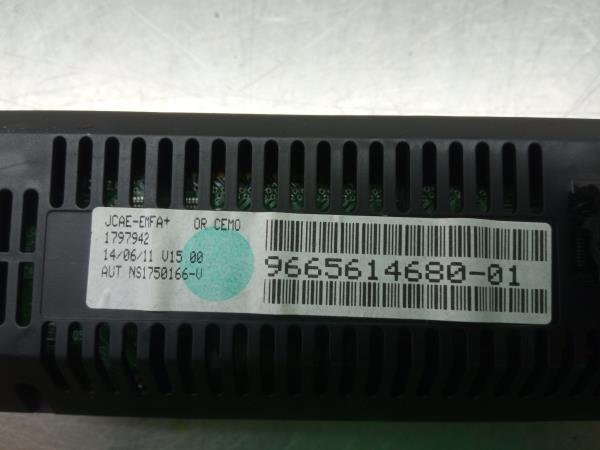 JCAE-EMFA+ OR CEMO
1797942
14/06/11 V15.00
AUT NS1750166-V
9665614680-01